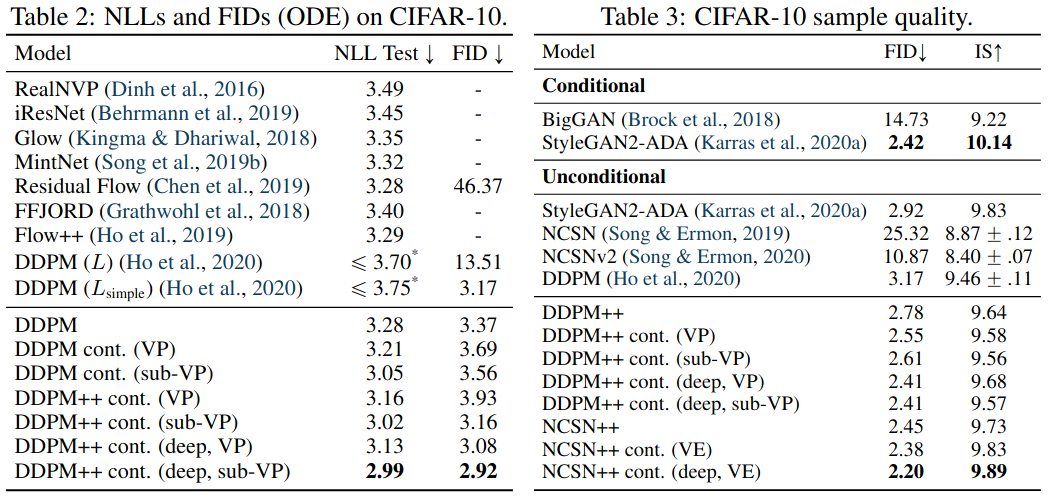 Table 2: NLLs and FIDs (ODE) on CIFAR-10.
Model NLL Test ↓ FID ↓
RealNVP (Dinh et al., 2016) 3.49 -
iResNet (Behrmann et al., 2019) 3.45 -
Glow (Kingma & Dhariwal, 2018) 3.35 -
MintNet (Song et al., 2019b) 3.32 -
Residual Flow (Chen et al., 2019) 3.28 46.37
FFJORD (Grathwohl et al., 2018) 3.40 -
Flow++ (Ho et al., 2019) 3.29 -
DDPM (L) (Ho et al., 2020) ⩽ 3.70* 13.51
DDPM (Lsimple) (Ho et al., 2020) ⩽ 3.75* 3.17
DDPM 3.28 3.37
DDPM cont. (VP) 3.21 3.69
DDPM cont. (sub-VP) 3.05 3.56
DDPM++ cont. (VP) 3.16 3.93
DDPM++ cont. (sub-VP) 3.02 3.16
DDPM++ cont. (deep, VP) 3.13 3.08
DDPM++ cont. (deep, sub-VP) 2.99 2.92
Table 3: CIFAR-10 sample quality.
Model FID↓ IS↑
Conditional
BigGAN (Brock et al., 2018) 14.73 9.22
StyleGAN2-ADA (Karras et al., 2020a) 2.42 10.14
Unconditional
StyleGAN2-ADA (Karras et al., 2020a) 2.92 9.83
NCSN (Song & Ermon, 2019) 25.32 8.87 ± .12
NCSNv2 (Song & Ermon, 2020) 10.87 8.40 ± .07
DDPM (Ho et al., 2020) 3.17 9.46 ± .11
DDPM++ 2.78 9.64
DDPM++ cont. (VP) 2.55 9.58
DDPM++ cont. (sub-VP) 2.61 9.56
DDPM++ cont. (deep, VP) 2.41 9.68
DDPM++ cont. (deep, sub-VP) 2.41 9.57
NCSN++ 2.45 9.73
NCSN++ cont. (VE) 2.38 9.83
NCSN++ cont. (deep, VE) 2.20 9.89